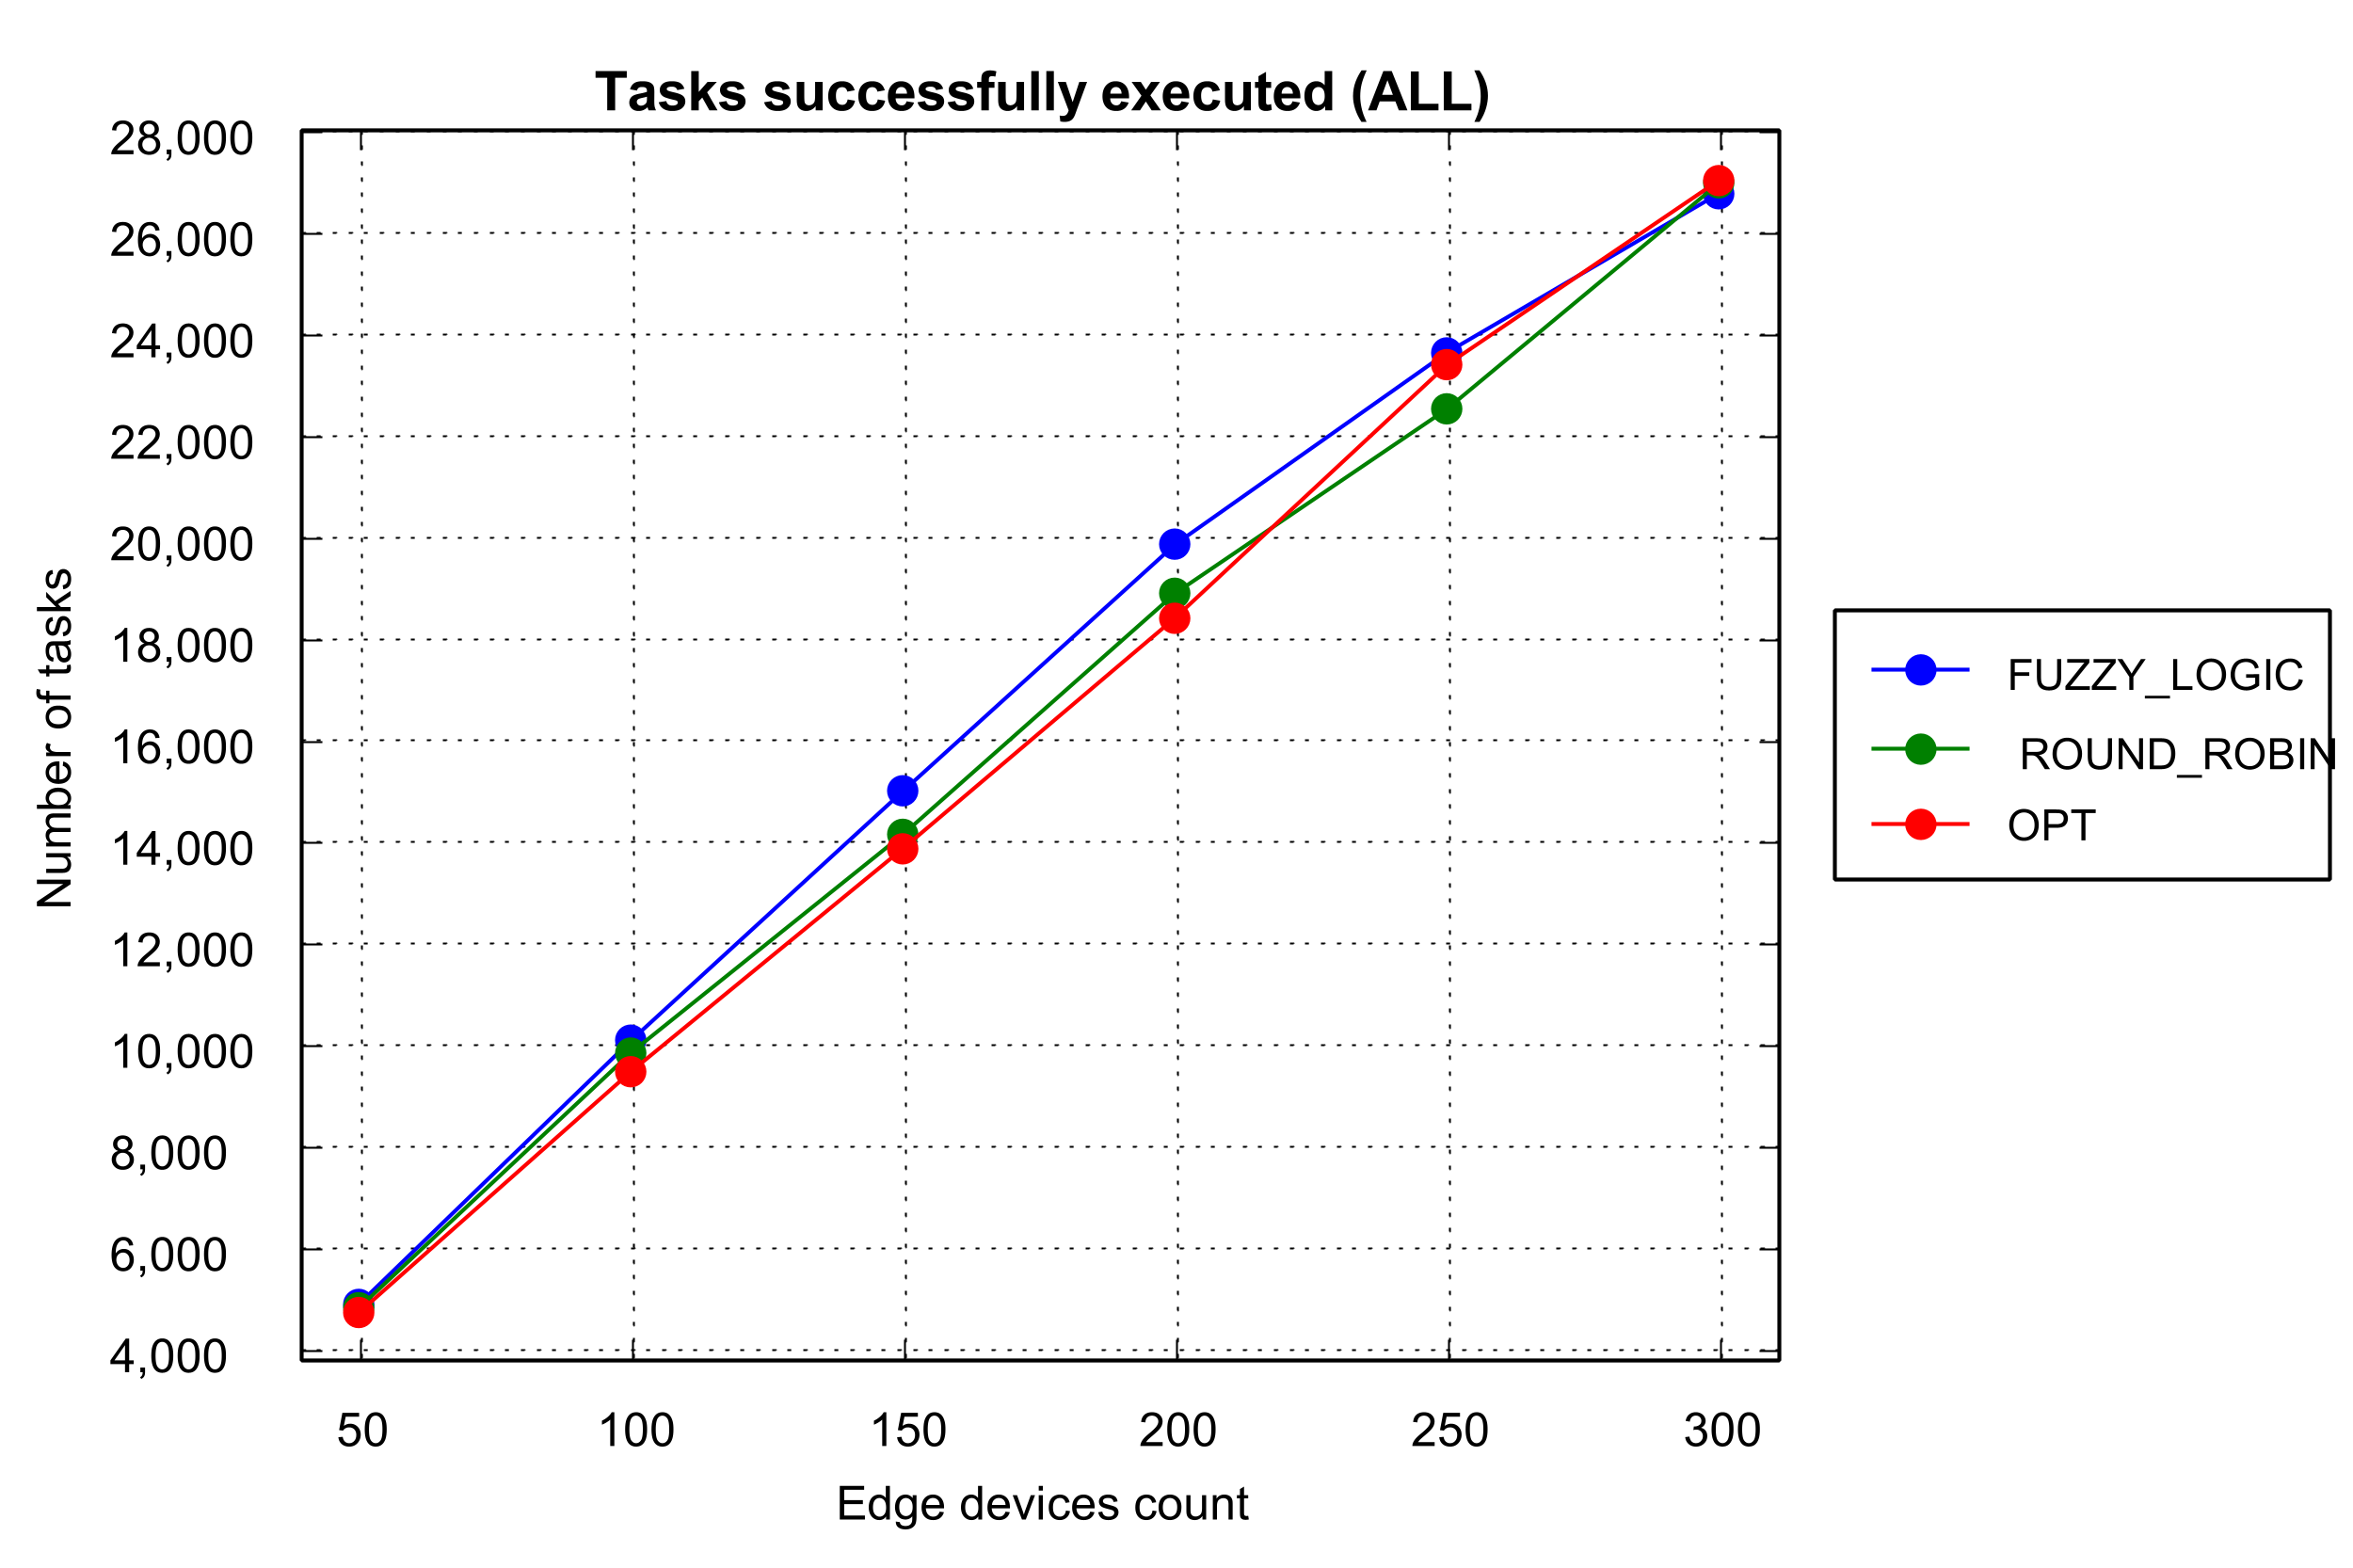 Tasks successfully executed (ALL)
28,000
26,000
24,000
22,000
20,000
18,000
16,000
14,000
12,000
10,000
8,000
6,000
4,000
Number of tasks
50 100 150 200 250 300
Edge devices count
FUZZY_LOGIC
ROUND_ROBIN
OPT